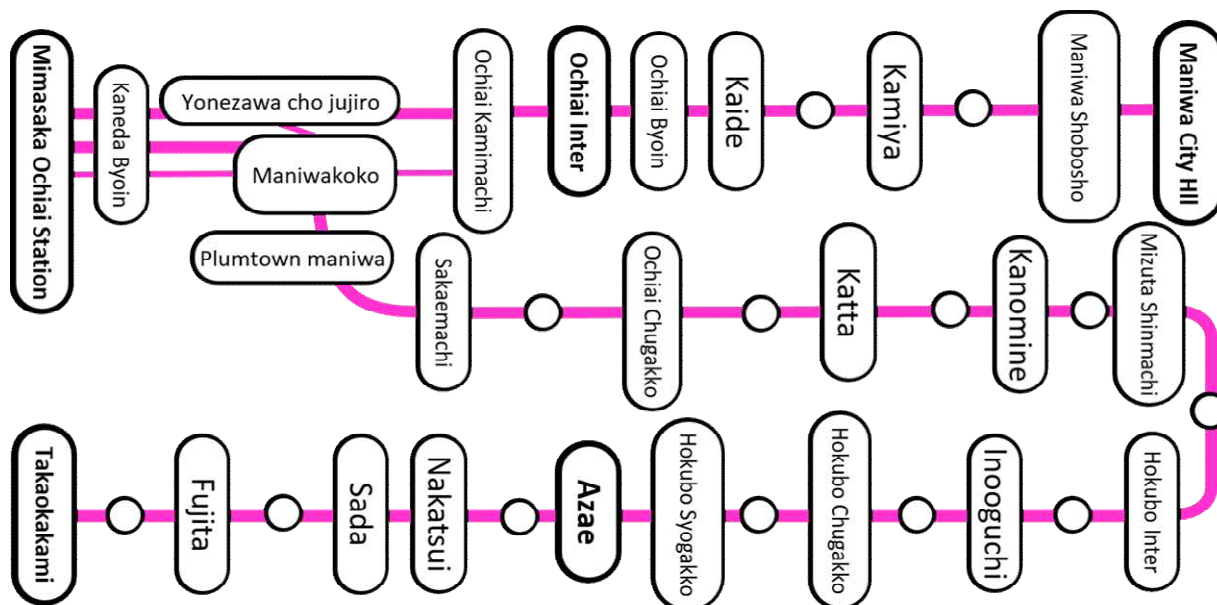 Mimasaka Ochiai Station
Kaneda Byoin
Yonezawa cho jujiro
Maniwakoko
Plumtown maniwa
Ochiai Kamimachi
Ochiai Inter
Ochiai Byoin
Kaide
Kamiya
Maniwa Shobosho
Maniwa City Hll
Sakaemachi
Ochiai Chugakko
Katta
Kanomine
Mizuta Shinmachi
Takaokakami
Fujita
Sada
Nakatsui
Azae
Hokubo Syogakko
Hokubo Chugakko
Inooguchi
Hokubo Inter